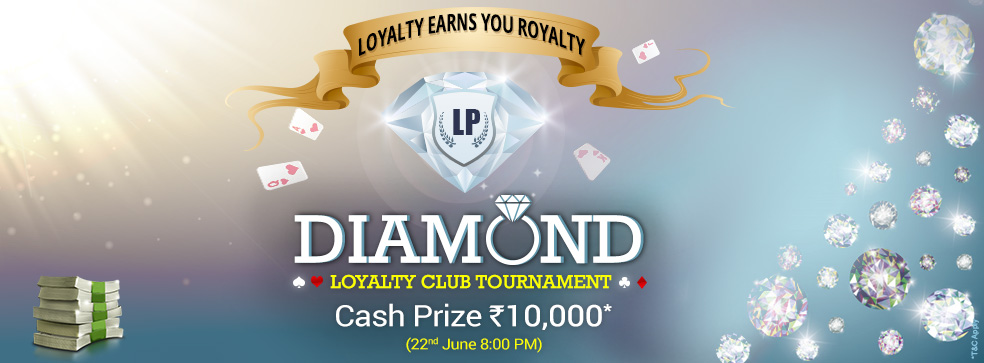 LOYALTY EARNS YOU ROYALTY
LP
DIAMOND
LOYALTY CLUB TOURNAMENT
Cash Prize ₹10,000*
(22nd June 8:00 PM)
*T&C Apply
A
Q
K